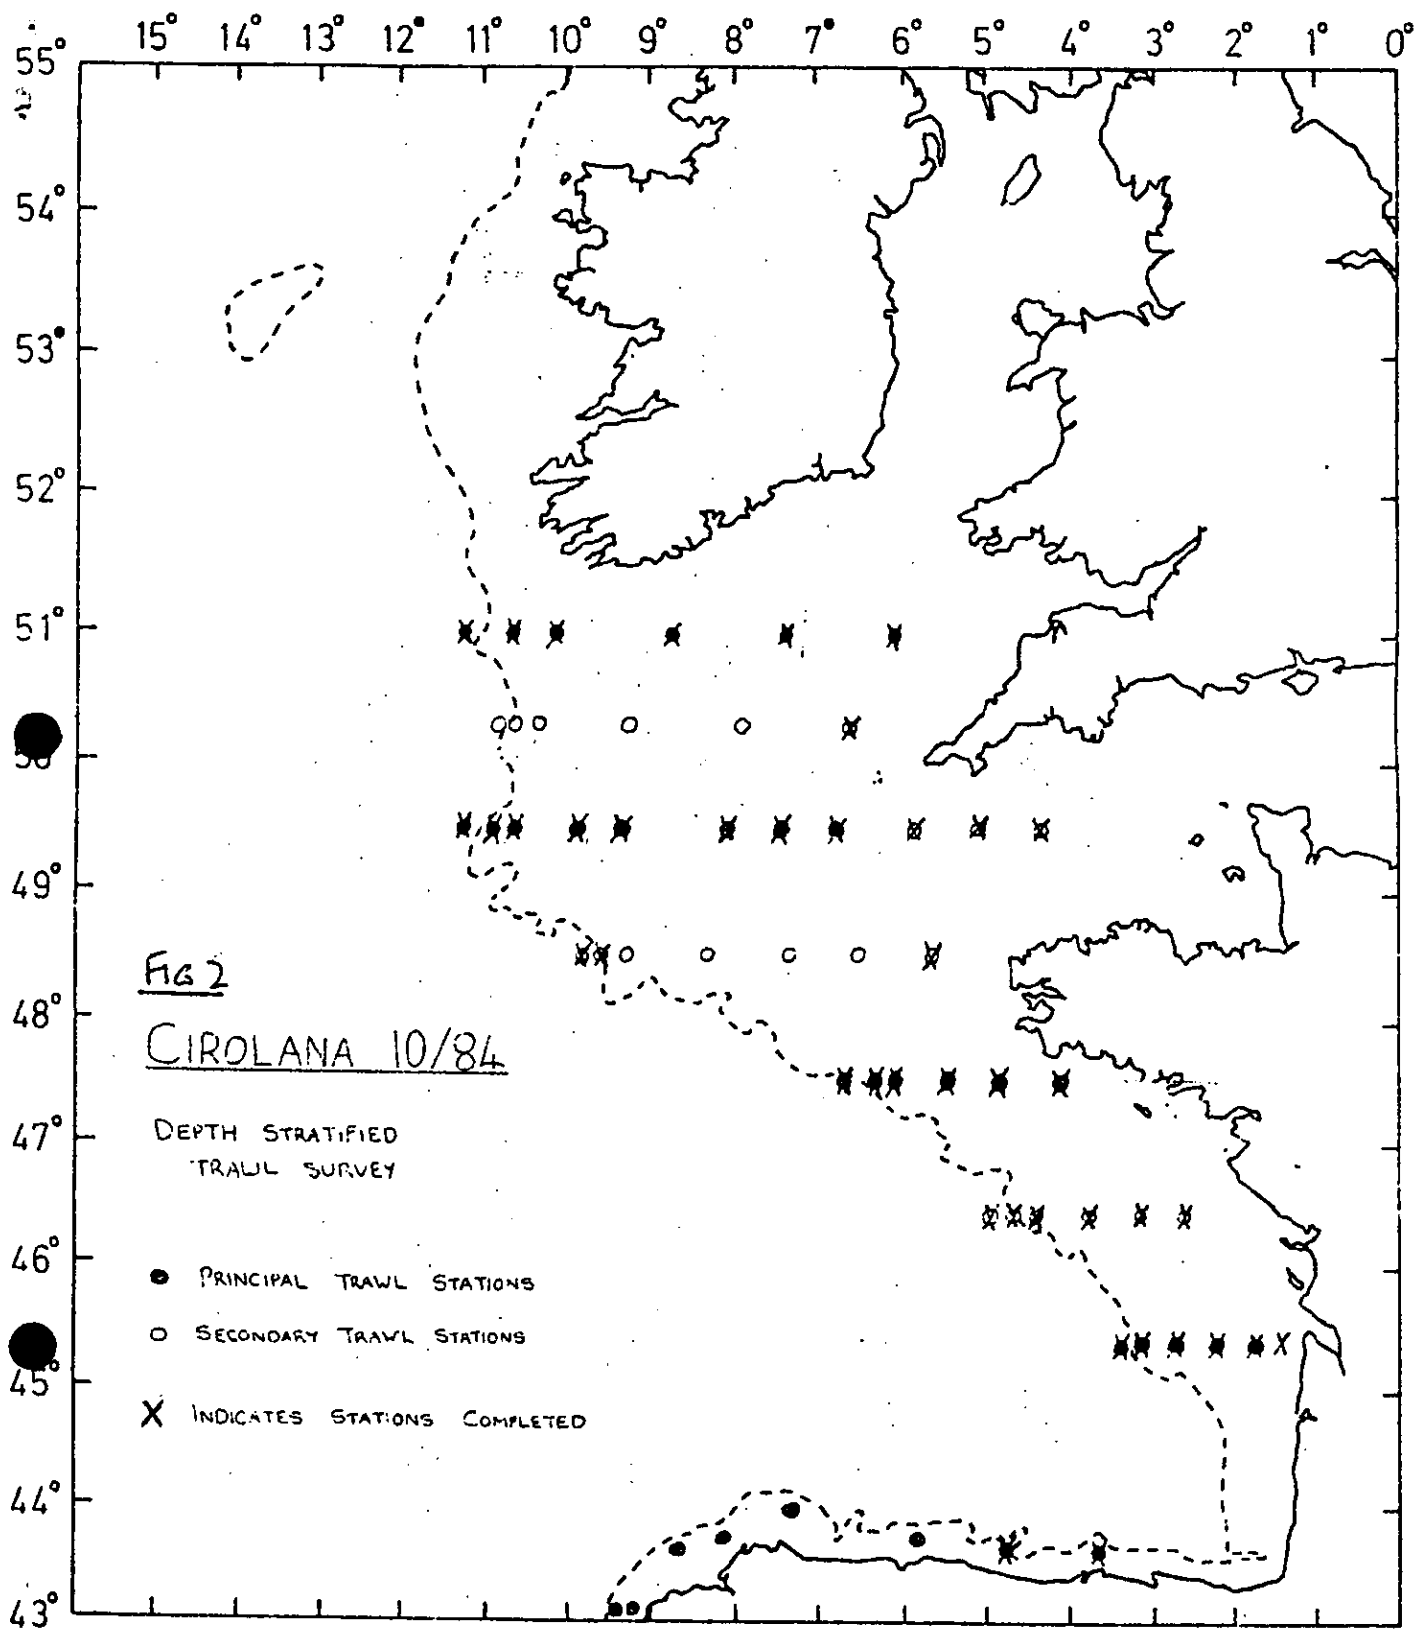 15° 14° 13° 12° 11° 10° 9° 8° 7° 6° 5° 4° 3° 2° 1° 0°
55°
54°
53°
52°
51°
50°
49°
48°
47°
46°
45°
44°
43°
FIG 2
CIROLANA 10/84
DEPTH STRATIFIED
TRAWL SURVEY
PRINCIPAL TRAWL STATIONS
SECONDARY TRAWL STATIONS
X INDICATES STATIONS COMPLETED